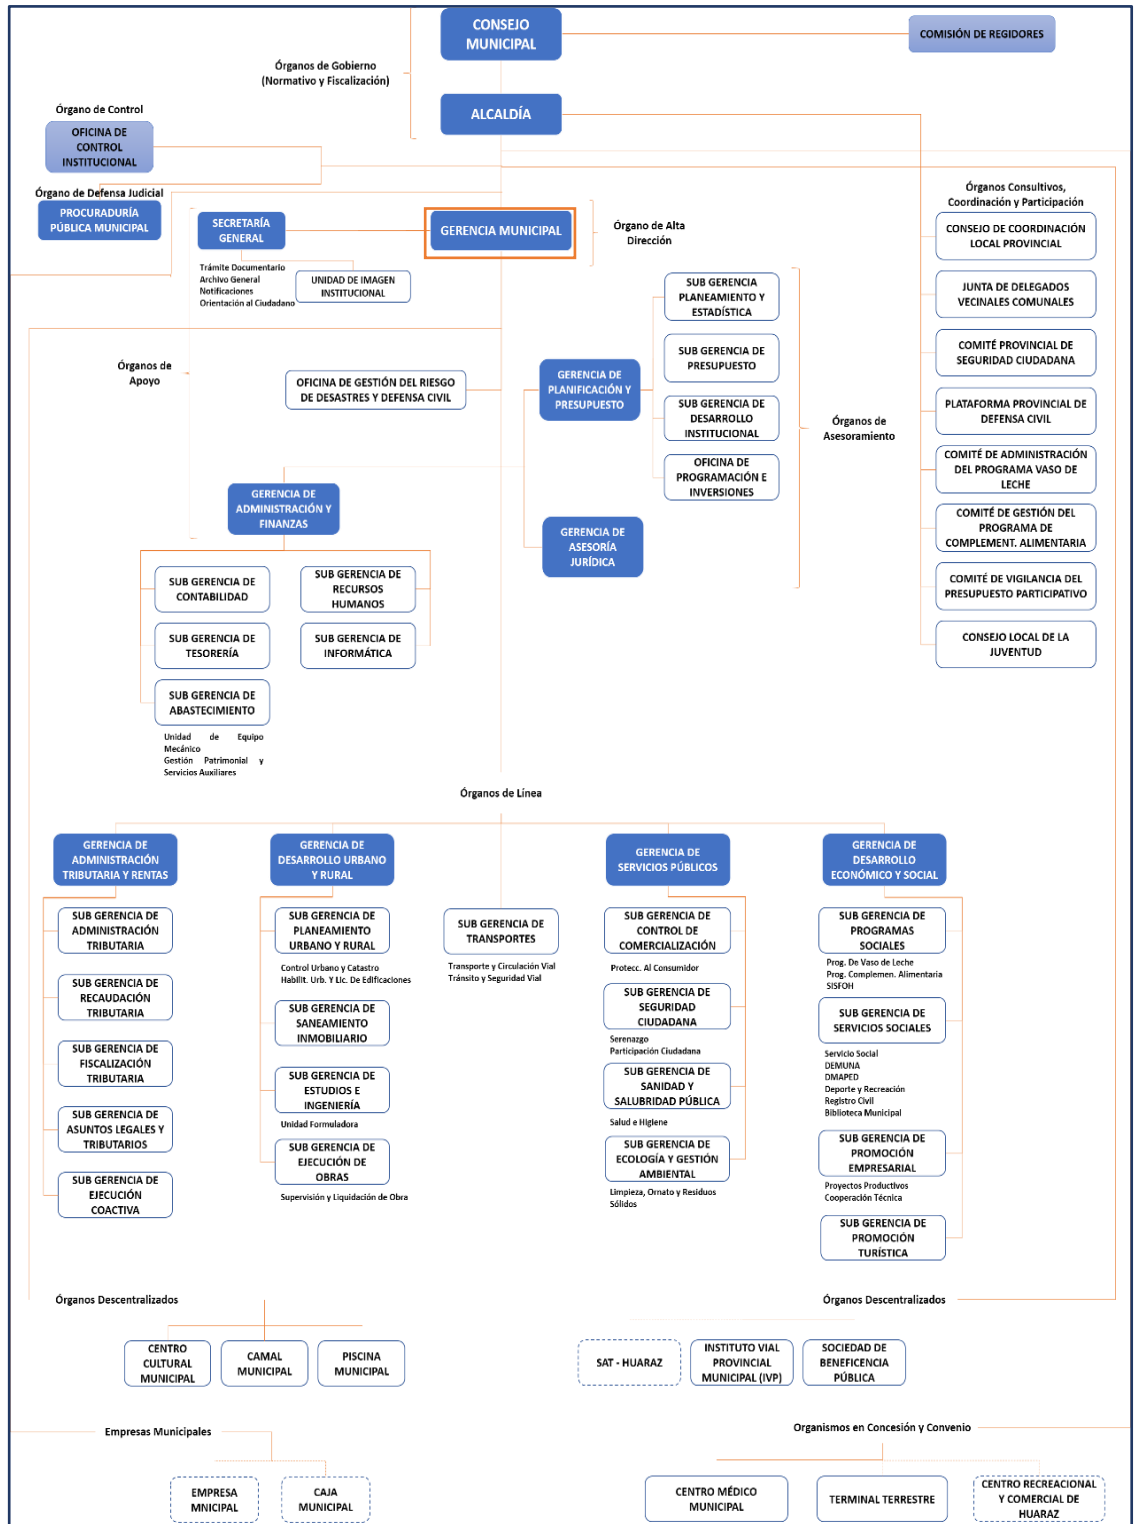 CONSEJO
MUNICIPAL
COMISIÓN DE REGIDORES
Órganos de Gobierno
(Normativo y Fiscalización)
ALCALDÍA
Órgano de Control
OFICINA DE
CONTROL
INSTITUCIONAL
Órgano de Defensa Judicial
PROCURADURÍA
PÚBLICA MUNICIPAL
SECRETARÍA
GENERAL
GERENCIA MUNICIPAL
Órgano de Alta
Dirección
Trámite Documentario
Archivo General
Notificaciones
Orientación al Ciudadano
UNIDAD DE IMAGEN
INSTITUCIONAL
Órganos Consultivos,
Coordinación y Participación
CONSEJO DE COORDINACIÓN
LOCAL PROVINCIAL
JUNTA DE DELEGADOS
VECINALES COMUNALES
COMITÉ PROVINCIAL DE
SEGURIDAD CIUDADANA
PLATAFORMA PROVINCIAL DE
DEFENSA CIVIL
COMITÉ DE ADMINISTRACIÓN
DEL PROGRAMA VASO DE
LECHE
COMITÉ DE GESTIÓN DEL
PROGRAMA DE
COMPLEMENT. ALIMENTARIA
COMITÉ DE VIGILANCIA DEL
PRESUPUESTO PARTICIPATIVO
CONSEJO LOCAL DE LA
JUVENTUD
Órganos de
Apoyo
OFICINA DE GESTIÓN DEL RIESGO
DE DESASTRES Y DEFENSA CIVIL
GERENCIA DE
PLANIFICACIÓN Y
PRESUPUESTO
SUB GERENCIA
PLANEAMIENTO Y
ESTADÍSTICA
SUB GERENCIA DE
PRESUPUESTO
SUB GERENCIA DE
DESARROLLO
INSTITUCIONAL
OFICINA DE
PROGRAMACIÓN E
INVERSIONES
Órganos de
Asesoramiento
GERENCIA DE
ASESORÍA
JURÍDICA
GERENCIA DE
ADMINISTRACIÓN Y
FINANZAS
SUB GERENCIA DE
CONTABILIDAD
SUB GERENCIA DE
RECURSOS
HUMANOS
SUB GERENCIA DE
TESORERÍA
SUB GERENCIA DE
INFORMÁTICA
SUB GERENCIA DE
ABASTECIMIENTO
Unidad de Equipo
Mecánico
Gestión Patrimonial y
Servicios Auxiliares
Órganos de Línea
GERENCIA DE
ADMINISTRACIÓN
TRIBUTARIA Y RENTAS
SUB GERENCIA DE
ADMINISTRACIÓN
TRIBUTARIA
SUB GERENCIA DE
RECAUDACIÓN
TRIBUTARIA
SUB GERENCIA DE
FISCALIZACIÓN
TRIBUTARIA
SUB GERENCIA DE
ASUNTOS LEGALES Y
TRIBUTARIOS
SUB GERENCIA DE
EJECUCIÓN
COACTIVA
GERENCIA DE
DESARROLLO URBANO
Y RURAL
SUB GERENCIA DE
PLANEAMIENTO
URBANO Y RURAL
Control Urbano y Catastro
Habilit. Urb. Y Lic. De Edificaciones
SUB GERENCIA DE
SANEAMIENTO
INMOBILIARIO
SUB GERENCIA DE
ESTUDIOS E
INGENIERÍA
Unidad Formuladora
SUB GERENCIA DE
EJECUCIÓN DE
OBRAS
Supervisión y Liquidación de Obra
SUB GERENCIA DE
TRANSPORTES
Transporte y Circulación Vial
Tránsito y Seguridad Vial
GERENCIA DE
SERVICIOS PÚBLICOS
SUB GERENCIA DE
CONTROL DE
COMERCIALIZACIÓN
Protecc. Al Consumidor
SUB GERENCIA DE
SEGURIDAD
CIUDADANA
Serenazgo
Participación Ciudadana
SUB GERENCIA DE
SANIDAD Y
SALUBRIDAD PÚBLICA
Salud e Higiene
SUB GERENCIA DE
ECOLOGÍA Y GESTIÓN
AMBIENTAL
Limpieza, Ornato y Residuos
Sólidos
GERENCIA DE
DESARROLLO
ECONÓMICO Y SOCIAL
SUB GERENCIA DE
PROGRAMAS
SOCIALES
Prog. De Vaso de Leche
Prog. Complemen. Alimentaria
SISFOH
SUB GERENCIA DE
SERVICIOS SOCIALES
Servicio Social
DEMUNA
DMAPED
Deporte y Recreación
Registro Civil
Biblioteca Municipal
SUB GERENCIA DE
PROMOCIÓN
EMPRESARIAL
Proyectos Productivos
Cooperación Técnica
SUB GERENCIA DE
PROMOCIÓN
TURÍSTICA
Órganos Descentralizados
CENTRO
CULTURAL
MUNICIPAL
CAMAL
MUNICIPAL
PISCINA
MUNICIPAL
Órganos Descentralizados
SAT - HUARAZ
INSTITUTO VIAL
PROVINCIAL
MUNICIPAL (IVP)
SOCIEDAD DE
BENEFICENCIA
PÚBLICA
Empresas Municipales
EMPRESA
MNICIPAL
CAJA
MUNICIPAL
Organismos en Concesión y Convenio
CENTRO MÉDICO
MUNICIPAL
TERMINAL TERRESTRE
CENTRO RECREACIONAL
Y COMERCIAL DE
HUARAZ